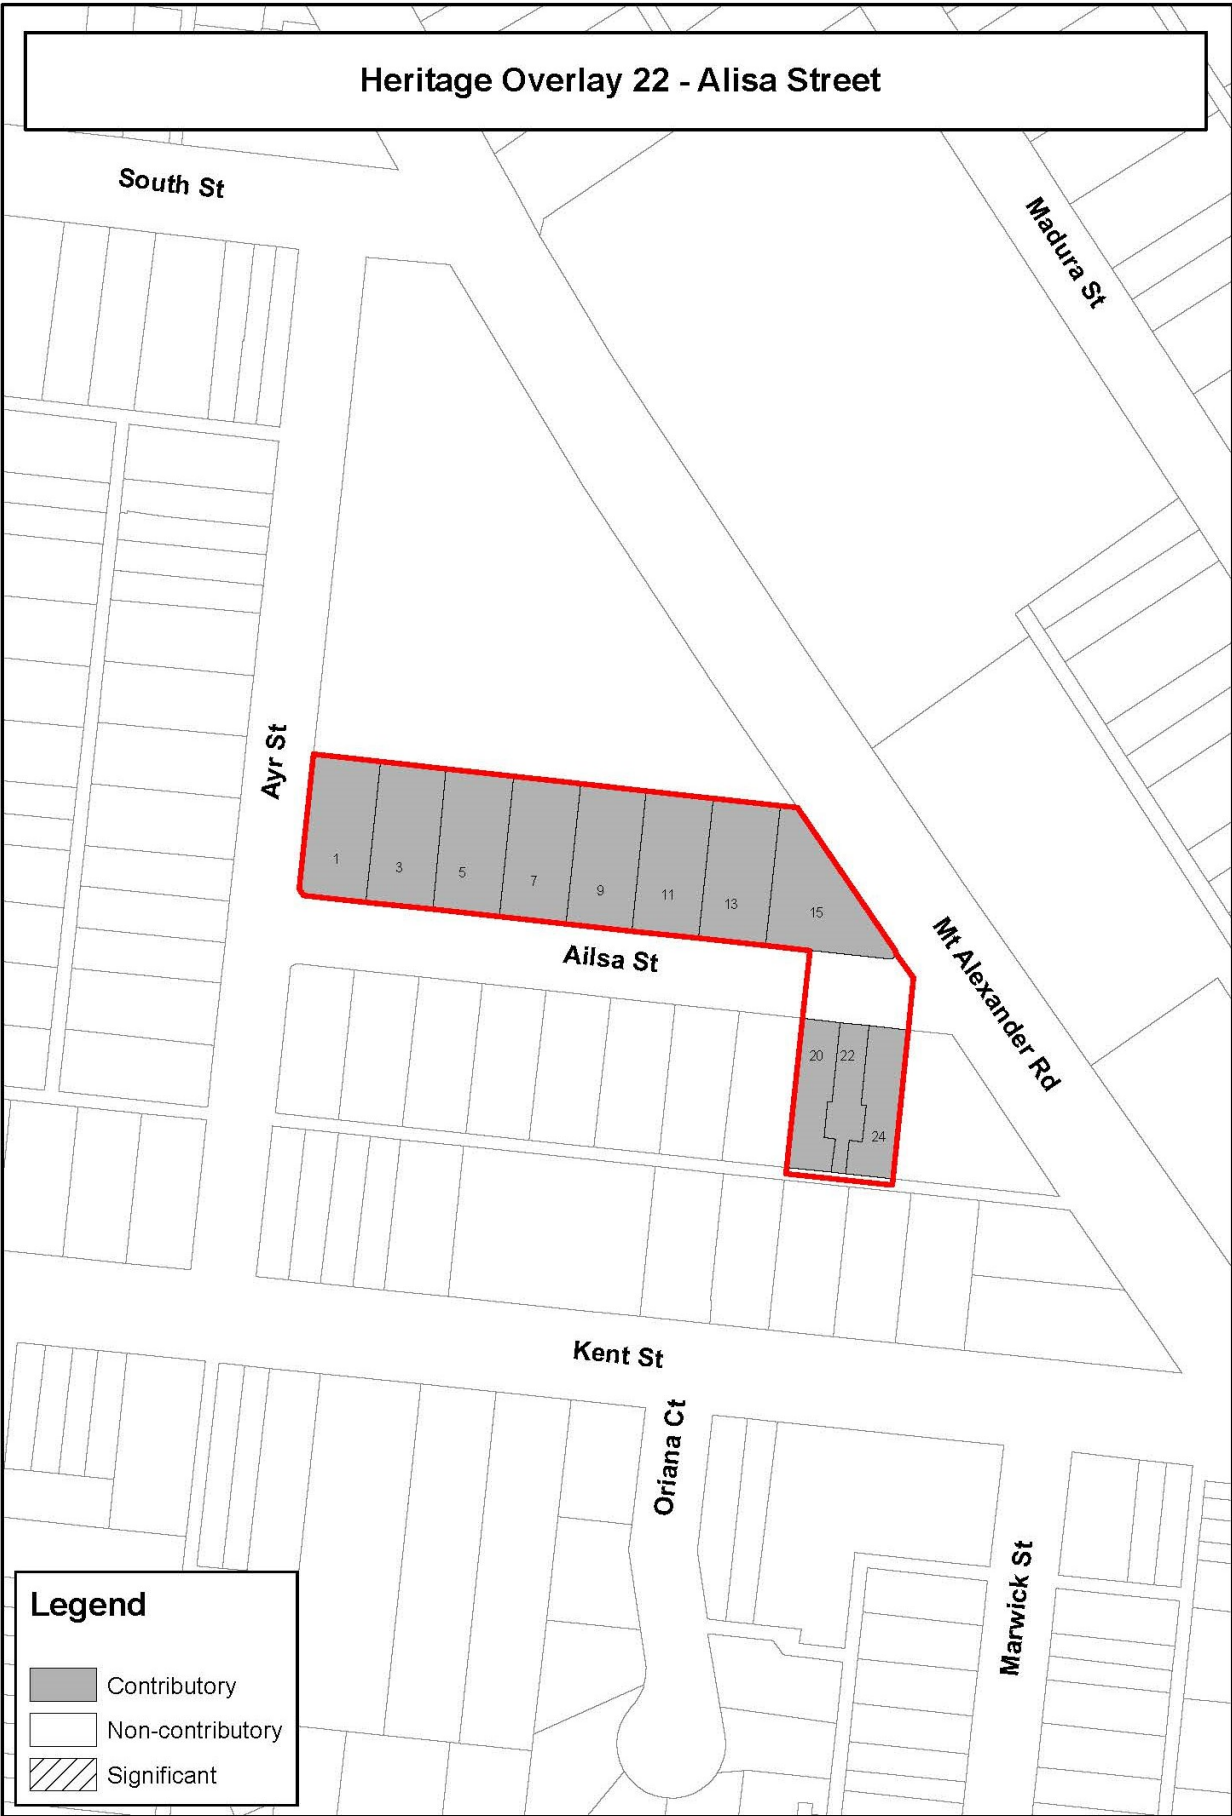 Heritage Overlay 22 - Alisa Street
South St
Madura St
Ayr St
1
3
5
7
9
11
13
15
Ailsa St
Mt Alexander Rd
20
22
24
Kent St
Oriana Ct
Marwick St
Legend
Contributory
Non-contributory
Significant